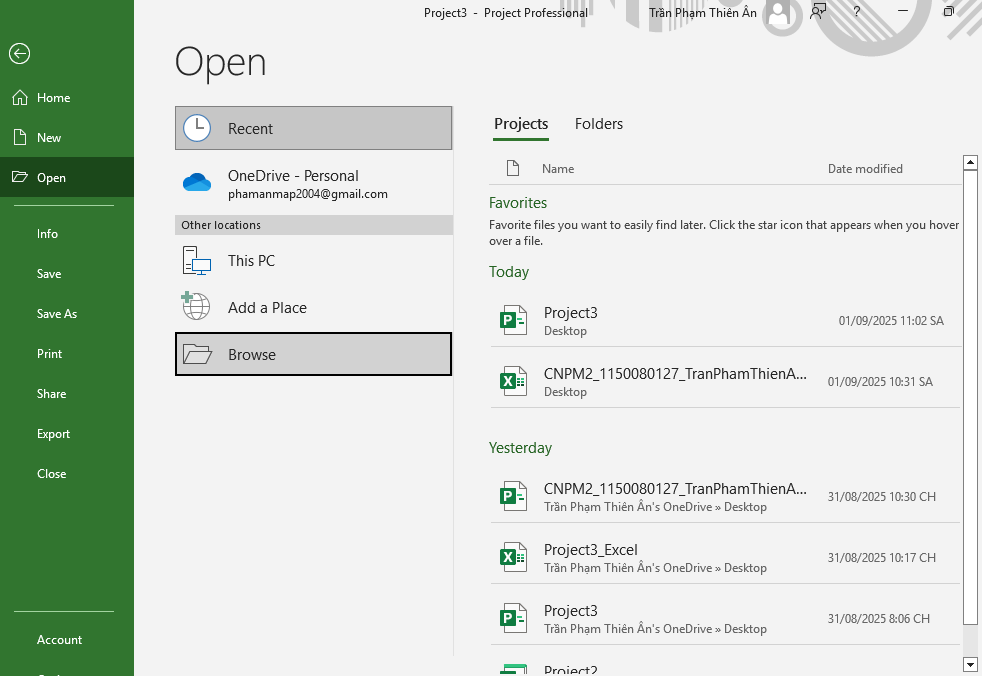 Project3 - Project Professional
Trần Phạm Thiên Ân
?
Open
Home
New
Open
Info
Save
Save As
Print
Share
Export
Close
Account
Recent
OneDrive - Personal
phamanmap2004@gmail.com
Other locations
This PC
Add a Place
Browse
Projects Folders
Name Date modified
Favorites
Favorite files you want to easily find later. Click the star icon that appears when you hover
over a file.
Today
Project3 01/09/2025 11:02 SA
Desktop
CNPM2_1150080127_TranPhamThienA... 01/09/2025 10:31 SA
Desktop
Yesterday
CNPM2_1150080127_TranPhamThienA... 31/08/2025 10:30 CH
Trần Phạm Thiên Ân's OneDrive » Desktop
Project3_Excel 31/08/2025 10:17 CH
Trần Phạm Thiên Ân's OneDrive » Desktop
Project3 31/08/2025 8:06 CH
Trần Phạm Thiên Ân's OneDrive » Desktop
Project2